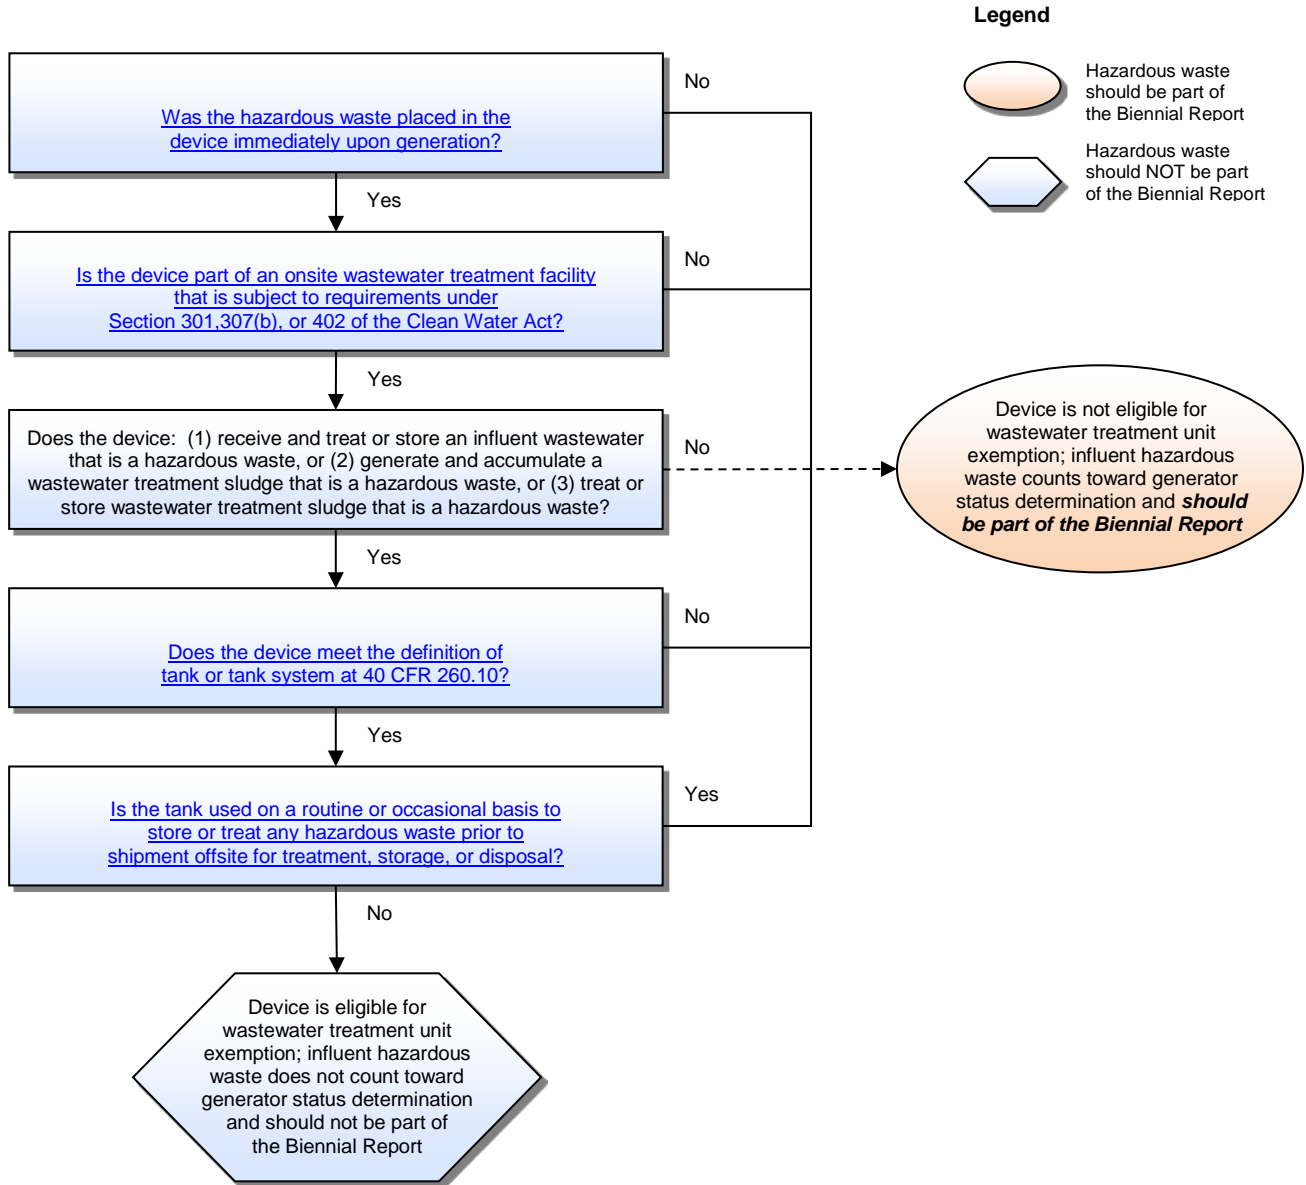 Legend
Hazardous waste
should be part of
the Biennial Report
Hazardous waste
should NOT be part
of the Biennial Report
Was the hazardous waste placed in the
device immediately upon generation?
No
Yes
Is the device part of an onsite wastewater treatment facility
that is subject to requirements under
Section 301,307(b), or 402 of the Clean Water Act?
No
Yes
Does the device:  (1) receive and treat or store an influent wastewater
that is a hazardous waste, or (2) generate and accumulate a
wastewater treatment sludge that is a hazardous waste, or (3) treat or
store wastewater treatment sludge that is a hazardous waste?
No
Yes
Device is not eligible for
wastewater treatment unit
exemption; influent hazardous
waste counts toward generator
status determination and should
be part of the Biennial Report
Does the device meet the definition of
tank or tank system at 40 CFR 260.10?
No
Yes
Is the tank used on a routine or occasional basis to
store or treat any hazardous waste prior to
shipment offsite for treatment, storage, or disposal?
Yes
No
Device is eligible for
wastewater treatment unit
exemption; influent hazardous
waste does not count toward
generator status determination
and should not be part of
the Biennial Report